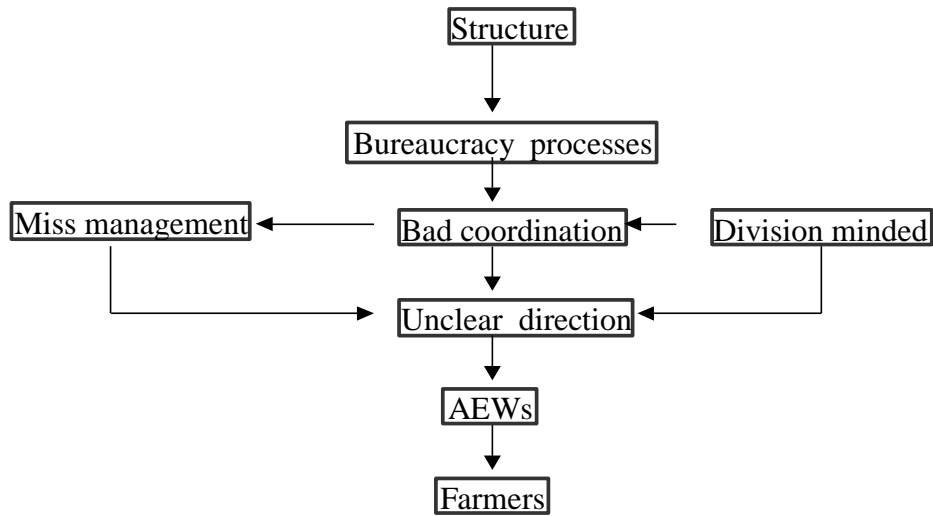 Structure
Bureaucracy processes
Miss management
Bad coordination
Division minded
Unclear direction
AEWs
Farmers